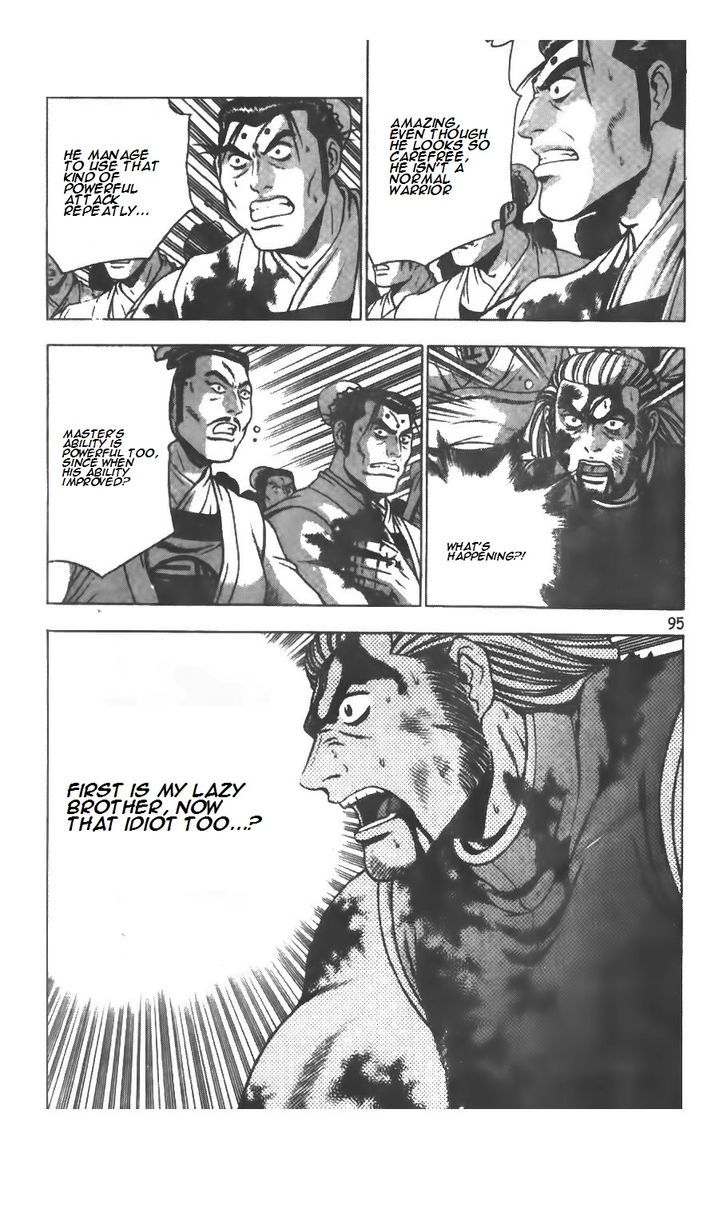 HE MANAGE
TO USE THAT
KIND OF
POWERFUL
ATTACK
REPEATLY...
AMAZING,
EVEN THOUGH
HE LOOKS SO
CAREFREE,
HE ISN'T A
NORMAL
WARRIOR
MASTER'S
ABILITY IS
POWERFUL TOO,
SINCE WHEN
HIS ABILITY
IMPROVED?
WHAT'S
HAPPENING?!
95
FIRST IS MY LAZY
BROTHER, NOW
THAT IDIOT TOO...?